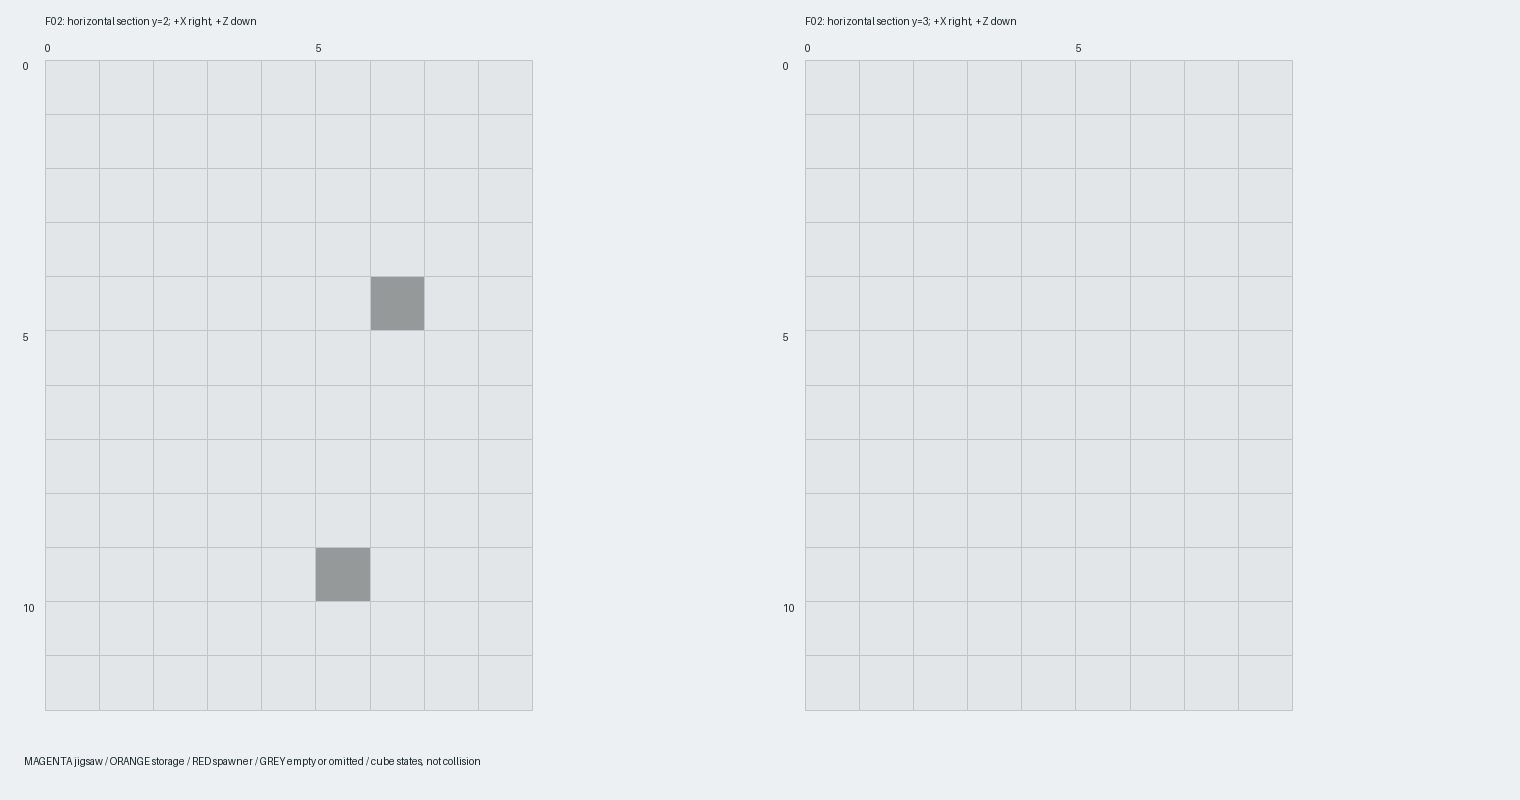 F02: horizontal section y=2; +X right, +Z down
0 5
0
5
10
F02: horizontal section y=3; +X right, +Z down
0 5
0
5
10
MAGENTA jigsaw / ORANGE storage / RED spawner / GREY empty or omitted / cube states, not collision